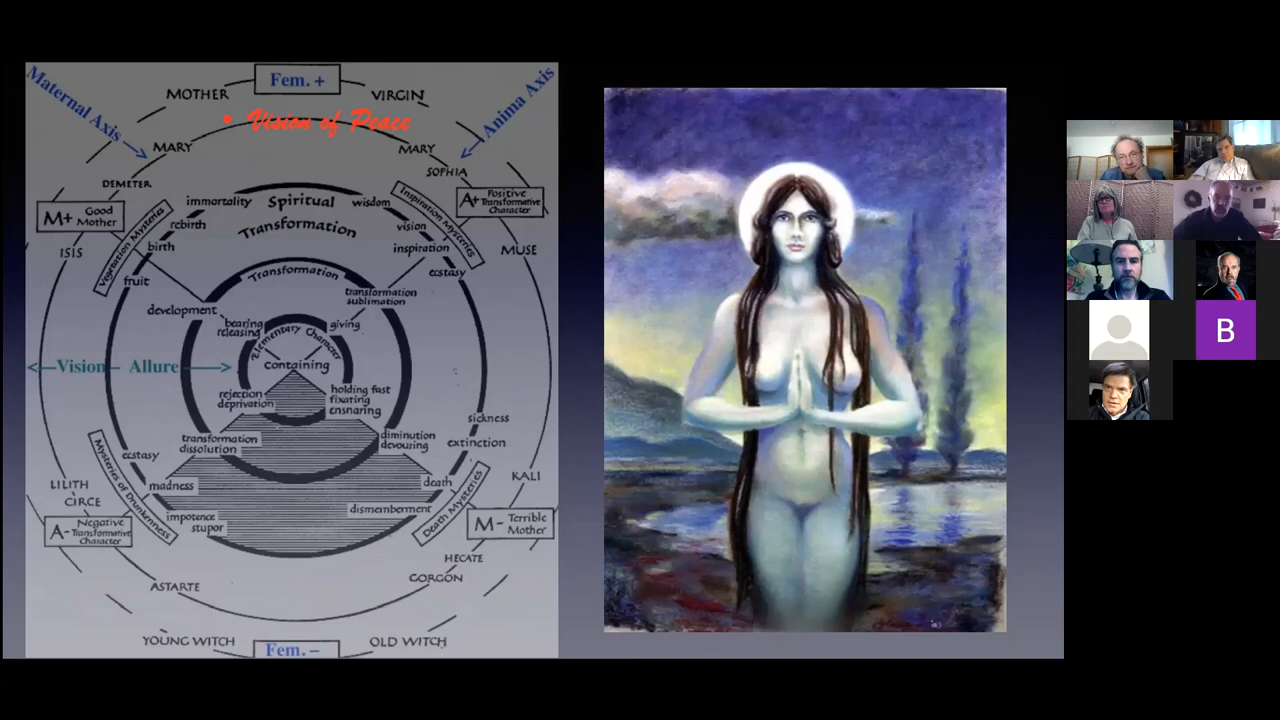 Maternal Axis
Fem. +
Anima Axis
MOTHER
VIRGIN
• Vision of Peace
MARY
MARY
SOPHIA
DEMETER
M+ Good Mother
A+ Positive Transformative Character
Vegetation Mysteries
Inspiration Mysteries
immortality
Spiritual
wisdom
Transformation
rebirth
vision
ISIS
birth
inspiration
MUSE
fruit
ecstasy
Transformation
development
transformation
sublimation
bearing
releasing
giving
Elementary Character
containing
<—Vision— Allure —>
rejection
deprivation
holding fast
fixating
ensnaring
sickness
transformation
dissolution
diminution
devouring
extinction
ecstasy
LILITH
CIRCE
madness
death
KALI
Mysteries of Drunkenness
Death Mysteries
impotence
stupor
dismemberment
A- Negative Transformative Character
M- Terrible Mother
HECATE
GORGON
ASTARTE
YOUNG WITCH
OLD WITCH
Fem. –
B